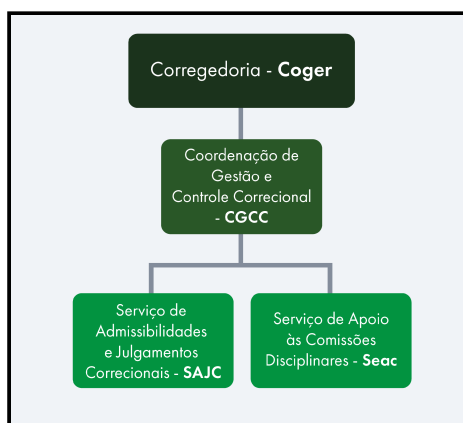 Corregedoria - Coger
Coordenação de
Gestão e
Controle Correcional
- CGCC
Serviço de
Admissibilidades
e Julgamentos
Correcionais - SAJC
Serviço de Apoio
às Comissões
Disciplinares - Seac